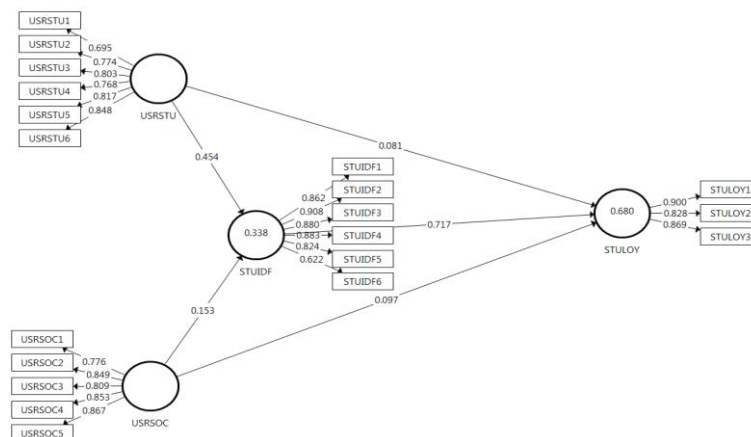 USRSTU1
USRSTU2
USRSTU3
USRSTU4
USRSTU5
USRSTU6
0.695
0.774
0.803
0.768
0.817
0.848
USRSTU
0.454
0.081
STUIDF1
STUIDF2
STUIDF3
STUIDF4
STUIDF5
STUIDF6
0.862
0.908
0.880
0.883
0.824
0.622
0.338
STUIDF
0.717
0.680
STULOY
0.900
0.828
0.869
STULOY1
STULOY2
STULOY3
0.153
0.097
USRSOC1
USRSOC2
USRSOC3
USRSOC4
USRSOC5
0.776
0.849
0.809
0.853
0.867
USRSOC